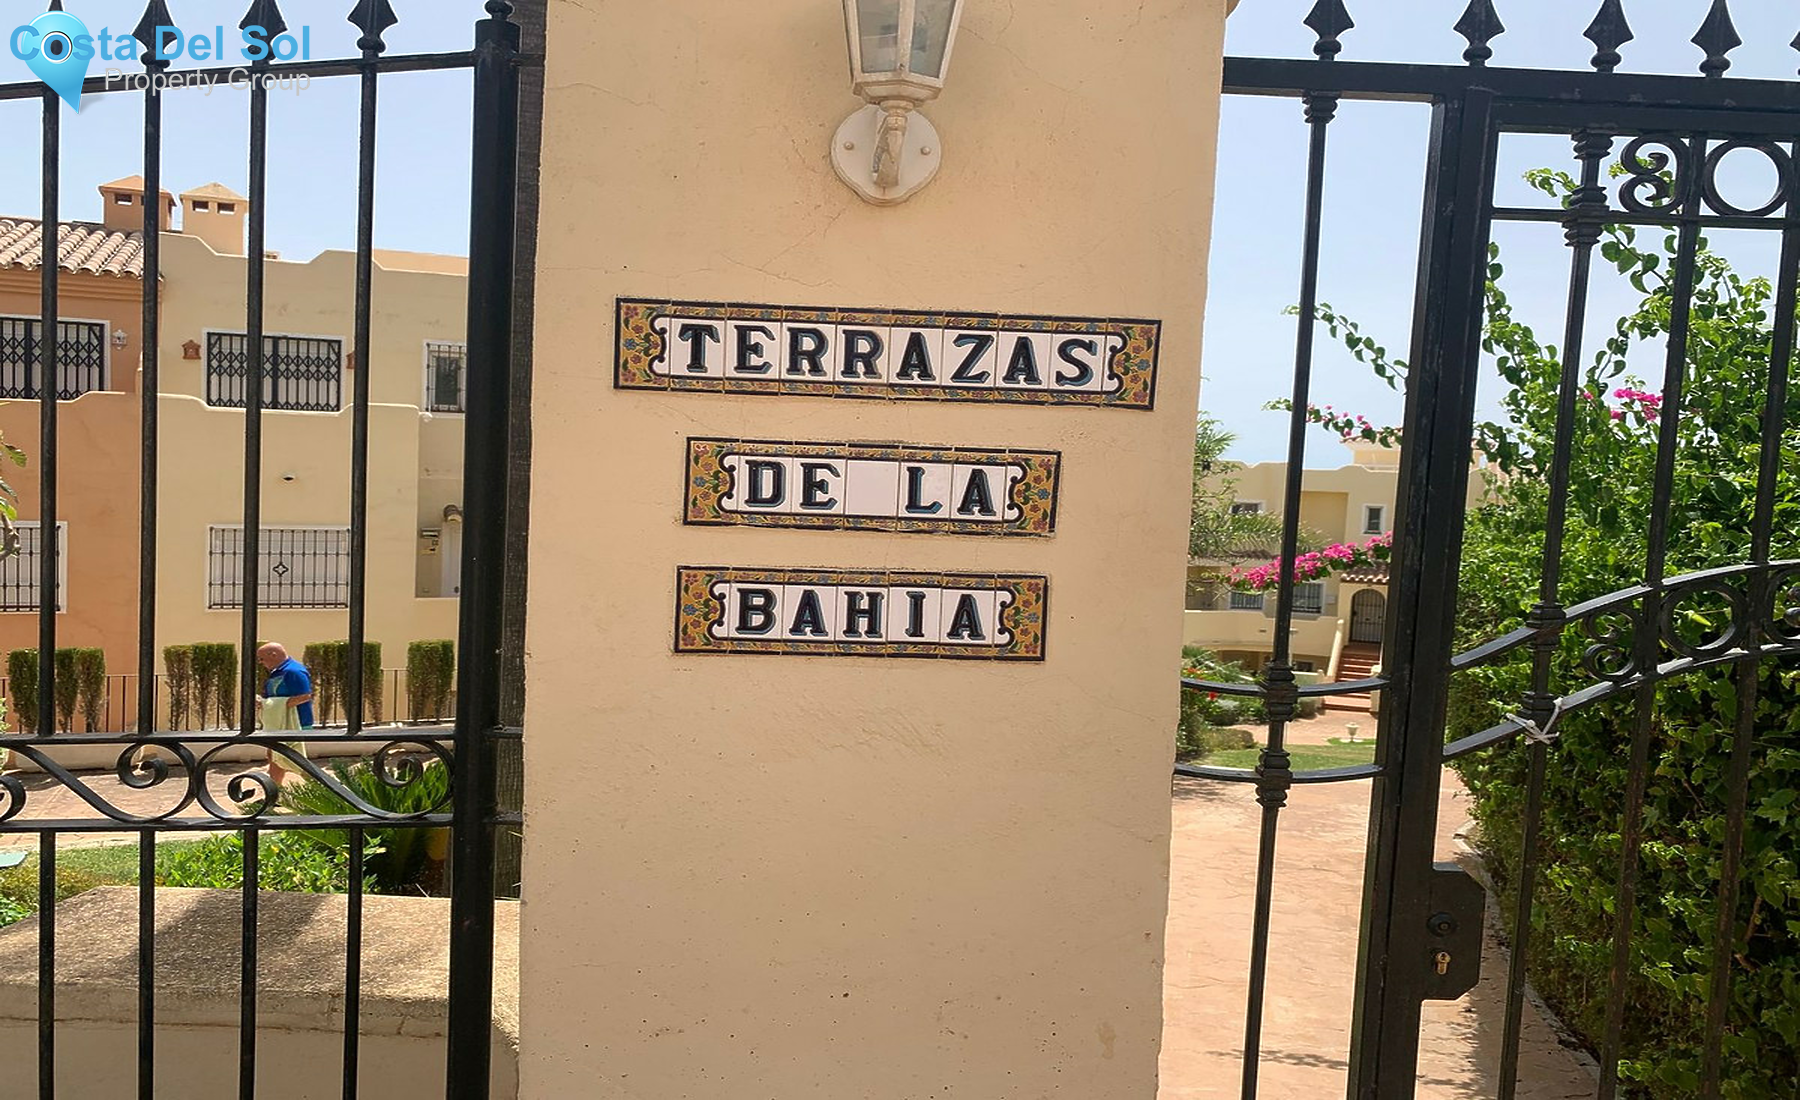 Costa Del Sol
Property Group
TERRAZAS
DE LA
BAHIA